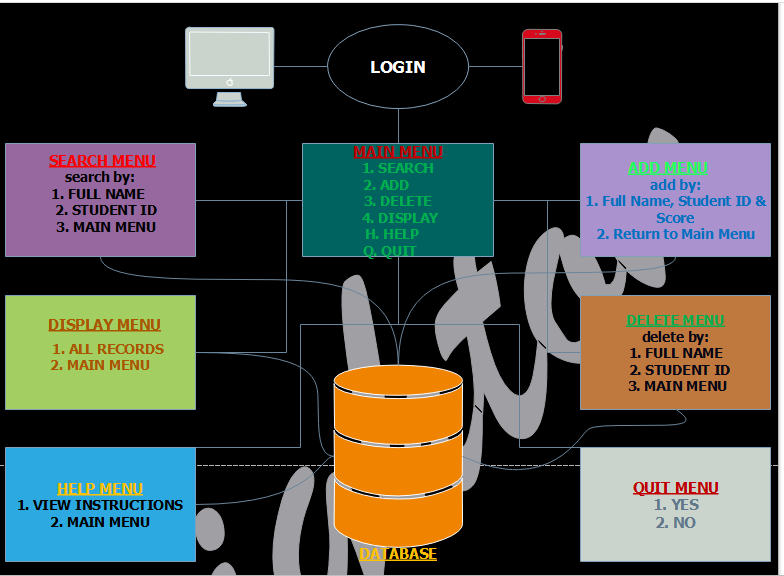 LOGIN
SEARCH MENU
search by:
1. FULL NAME
2. STUDENT ID
3. MAIN MENU
MAIN MENU
1. SEARCH
2. ADD
3. DELETE
4. DISPLAY
H. HELP
Q. QUIT
ADD MENU
add by:
1. Full Name, Student ID &
Score
2. Return to Main Menu
DISPLAY MENU
1. ALL RECORDS
2. MAIN MENU
DELETE MENU
delete by:
1. FULL NAME
2. STUDENT ID
3. MAIN MENU
HELP MENU
1. VIEW INSTRUCTIONS
2. MAIN MENU
QUIT MENU
1. YES
2. NO
DATABASE